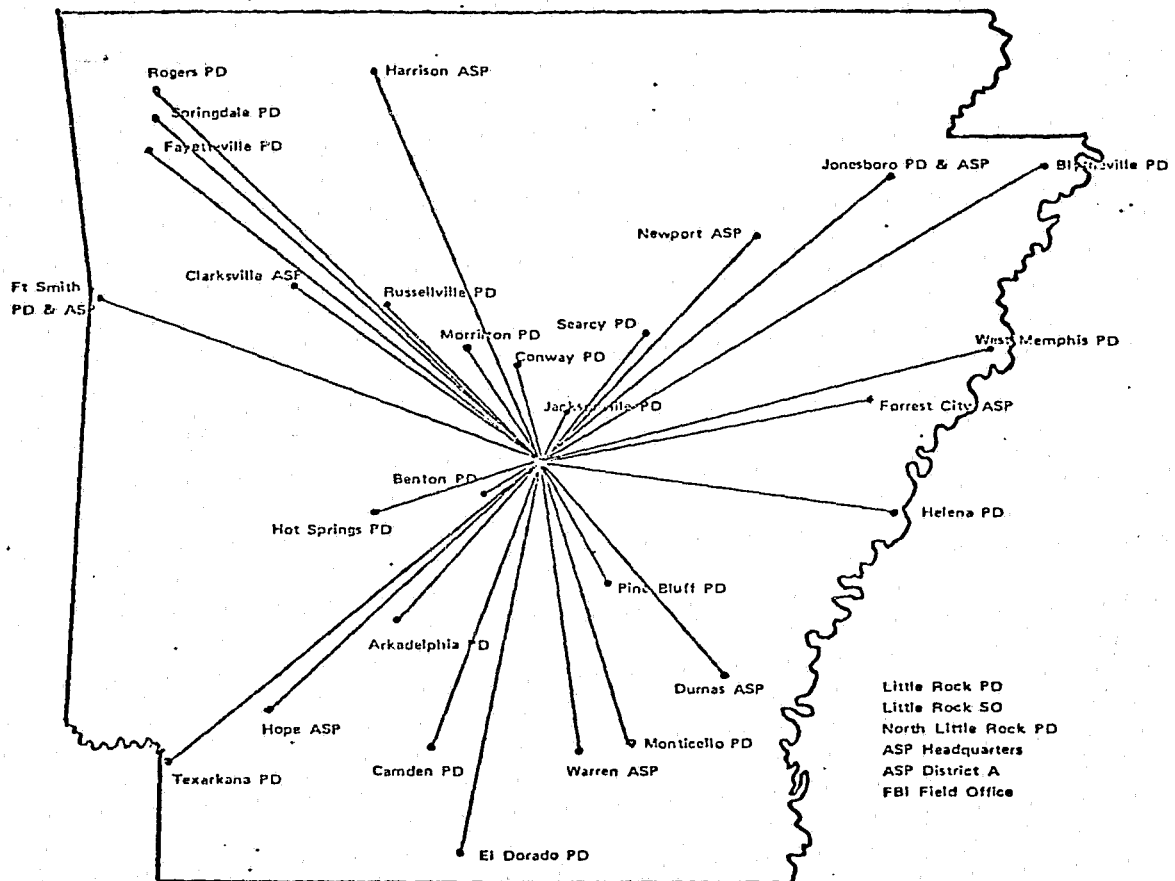 Rogers PD
Harrison ASP
Springdale PD
Fayetteville PD
Jonesboro PD & ASP
Blytheville PD
Newport ASP
Clarksville ASP
Ft Smith
PD & ASP
Russellville PD
Searcy PD
Morrilton PD
West Memphis PD
Conway PD
Jacksonville PD
Forrest City ASP
Benton PD
Hot Springs PD
Helena PD
Pine Bluff PD
Arkadelphia PD
Dumas ASP
Little Rock PD
Little Rock SO
North Little Rock PD
ASP Headquarters
ASP District A
FBI Field Office
Hope ASP
Monticello PD
Texarkana PD
Camden PD
Warren ASP
El Dorado PD